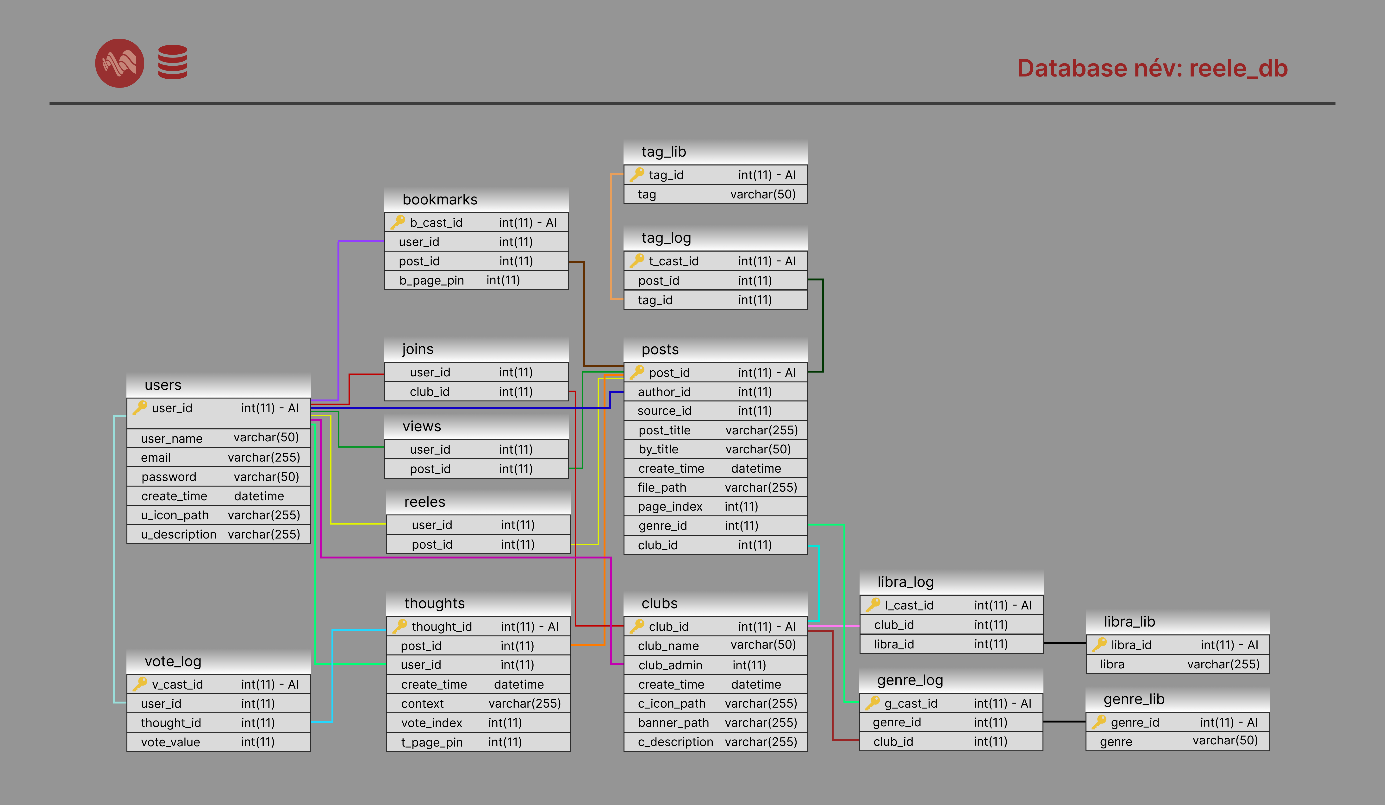 Database név: reele_db
tag_lib
tag_id int(11) - AI
tag varchar(50)
bookmarks
b_cast_id int(11) - AI
user_id int(11)
post_id int(11)
b_page_pin int(11)
tag_log
t_cast_id int(11) - AI
post_id int(11)
tag_id int(11)
joins
user_id int(11)
club_id int(11)
posts
post_id int(11) - AI
author_id int(11)
source_id int(11)
post_title varchar(255)
by_title varchar(50)
create_time datetime
file_path varchar(255)
page_index int(11)
genre_id int(11)
club_id int(11)
users
user_id int(11) - AI
user_name varchar(50)
email varchar(255)
password varchar(50)
create_time datetime
u_icon_path varchar(255)
u_description varchar(255)
views
user_id int(11)
post_id int(11)
reeles
user_id int(11)
post_id int(11)
thoughts
thought_id int(11) - AI
post_id int(11)
user_id int(11)
create_time datetime
context varchar(255)
vote_index int(11)
t_page_pin int(11)
clubs
club_id int(11) - AI
club_name varchar(50)
club_admin int(11)
create_time datetime
c_icon_path varchar(255)
banner_path varchar(255)
c_description varchar(255)
libra_log
l_cast_id int(11) - AI
club_id int(11)
libra_id int(11)
libra_lib
libra_id int(11) - AI
libra varchar(255)
vote_log
v_cast_id int(11) - AI
user_id int(11)
thought_id int(11)
vote_value int(11)
genre_log
g_cast_id int(11) - AI
genre_id int(11)
club_id int(11)
genre_lib
genre_id int(11) - AI
genre varchar(50)